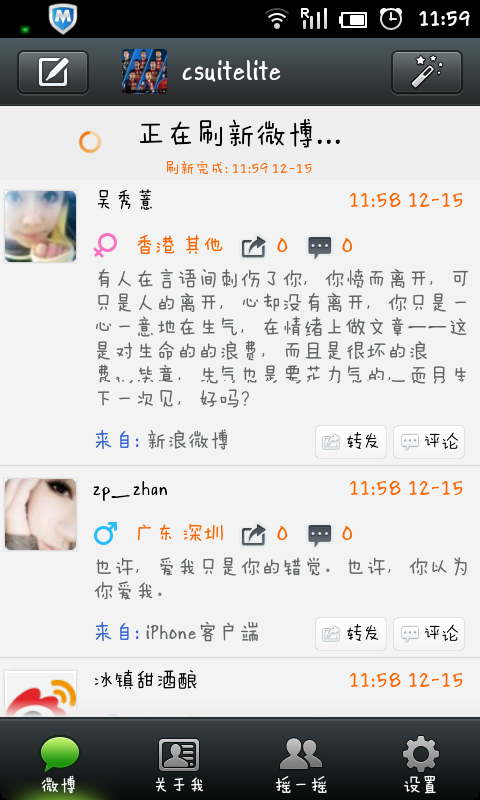 R 11:59
csuitelite
正在刷新微博...
刷新完成: 11:59 12-15
吴秀薏 11:58 12-15
香港 其他 0 0
有人在言语间刺伤了你，你愤而离开，可
只是人的离开，心却没有离开，你只是一
心一意地在生气，在情绪上做文章——这
是对生命的的浪费，而且是很坏的浪
生气也是要花力气的
下一次见，好吗?
来自: 新浪微博 转发 评论
zp__zhan 11:58 12-15
广东 深圳 0 0
也许，爱我只是你的错觉。也许，你以为
你爱我。
来自: iPhone客户端 转发 评论
冰镇甜酒酿 11:58 12-15
微博 关于我 摇一摇 设置